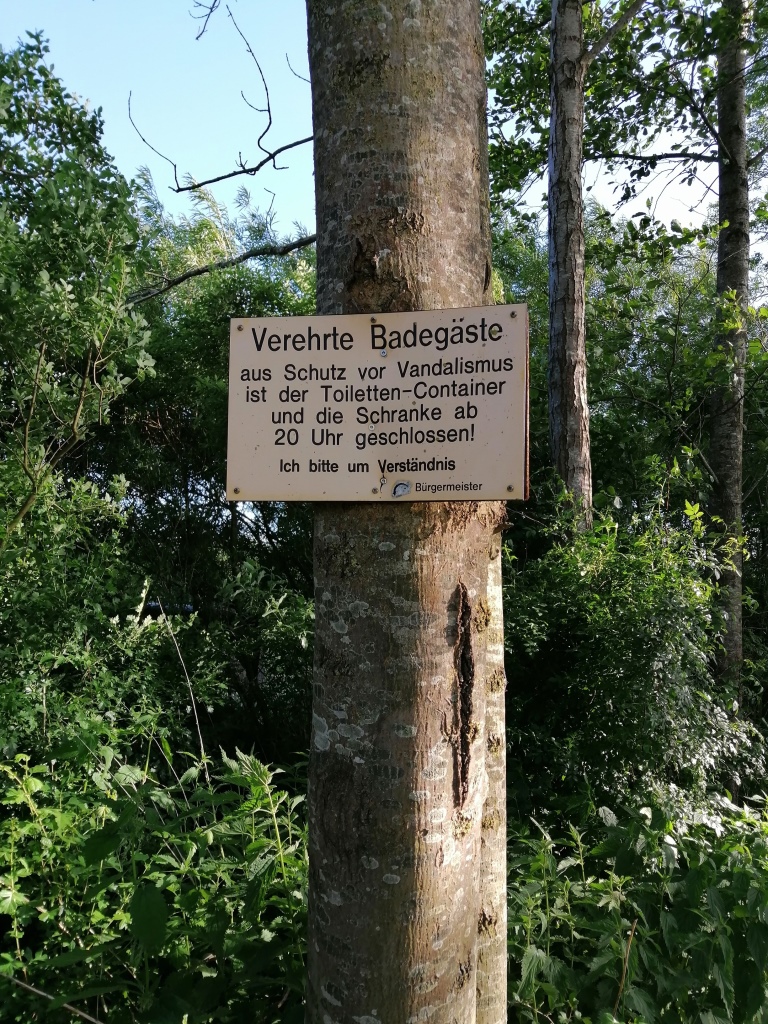 Verehrte Badegäste
aus Schutz vor Vandalismus
ist der Toiletten-Container
und die Schranke ab
20 Uhr geschlossen!
Ich bitte um Verständnis
Bürgermeister